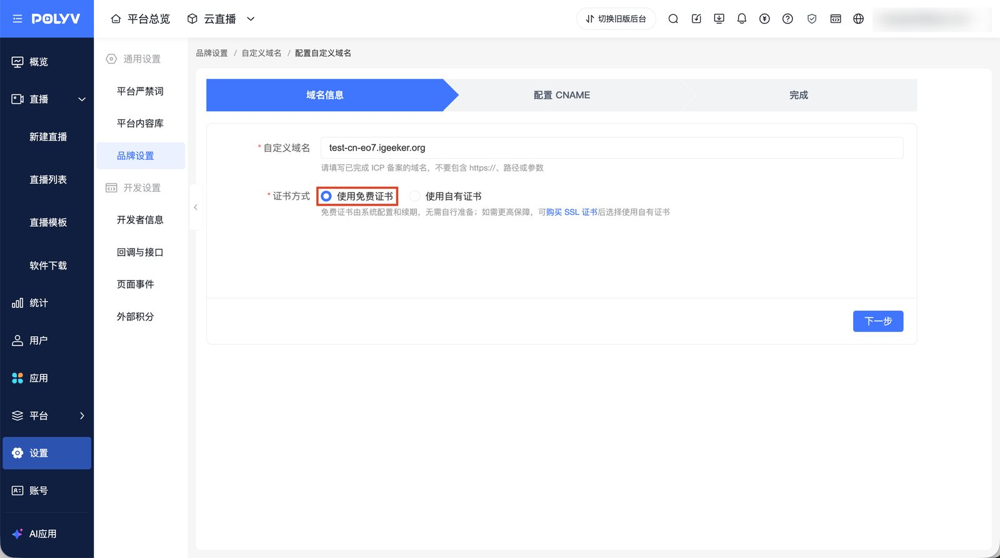 POLYV
平台总览
云直播
切换旧版后台
概览
直播
新建直播
直播列表
直播模板
软件下载
统计
用户
应用
平台
设置
账号
AI应用
通用设置
平台严禁词
平台内容库
品牌设置
开发设置
开发者信息
回调与接口
页面事件
外部积分
品牌设置 / 自定义域名 / 配置自定义域名
域名信息
配置 CNAME
完成
* 自定义域名
test-cn-eo7.igeeker.org
请填写已完成 ICP 备案的域名，不要包含 https://、路径或参数
* 证书方式
使用免费证书
使用自有证书
免费证书由系统配置和续期，无需自行准备；如需更高保障，可购买 SSL 证书后选择使用自有证书
下一步